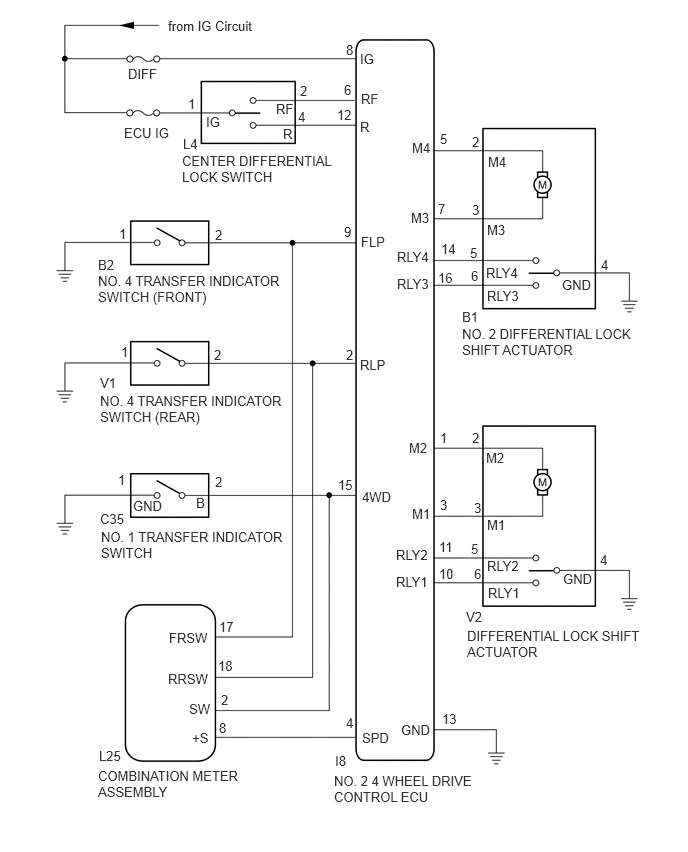 from IG Circuit
DIFF
8
IG
ECU IG
1
IG
2
RF
4
R
6
RF
12
R
L4
CENTER DIFFERENTIAL
LOCK SWITCH
1
2
9
FLP
B2
NO. 4 TRANSFER INDICATOR
SWITCH (FRONT)
1
2
2
RLP
V1
NO. 4 TRANSFER INDICATOR
SWITCH (REAR)
1
GND
B
2
15
4WD
C35
NO. 1 TRANSFER INDICATOR
SWITCH
FRSW
17
RRSW
18
SW
2
+S
8
4
SPD
L25
COMBINATION METER
ASSEMBLY
I8
NO. 2 4 WHEEL DRIVE
CONTROL ECU
M4
5
2
M4
M3
7
3
M3
RLY4
14
5
RLY4
RLY3
16
6
RLY3
M
GND
4
B1
NO. 2 DIFFERENTIAL LOCK
SHIFT ACTUATOR
M2
1
2
M2
M1
3
3
M1
RLY2
11
5
RLY2
RLY1
10
6
RLY1
M
GND
4
V2
DIFFERENTIAL LOCK SHIFT
ACTUATOR
GND
13